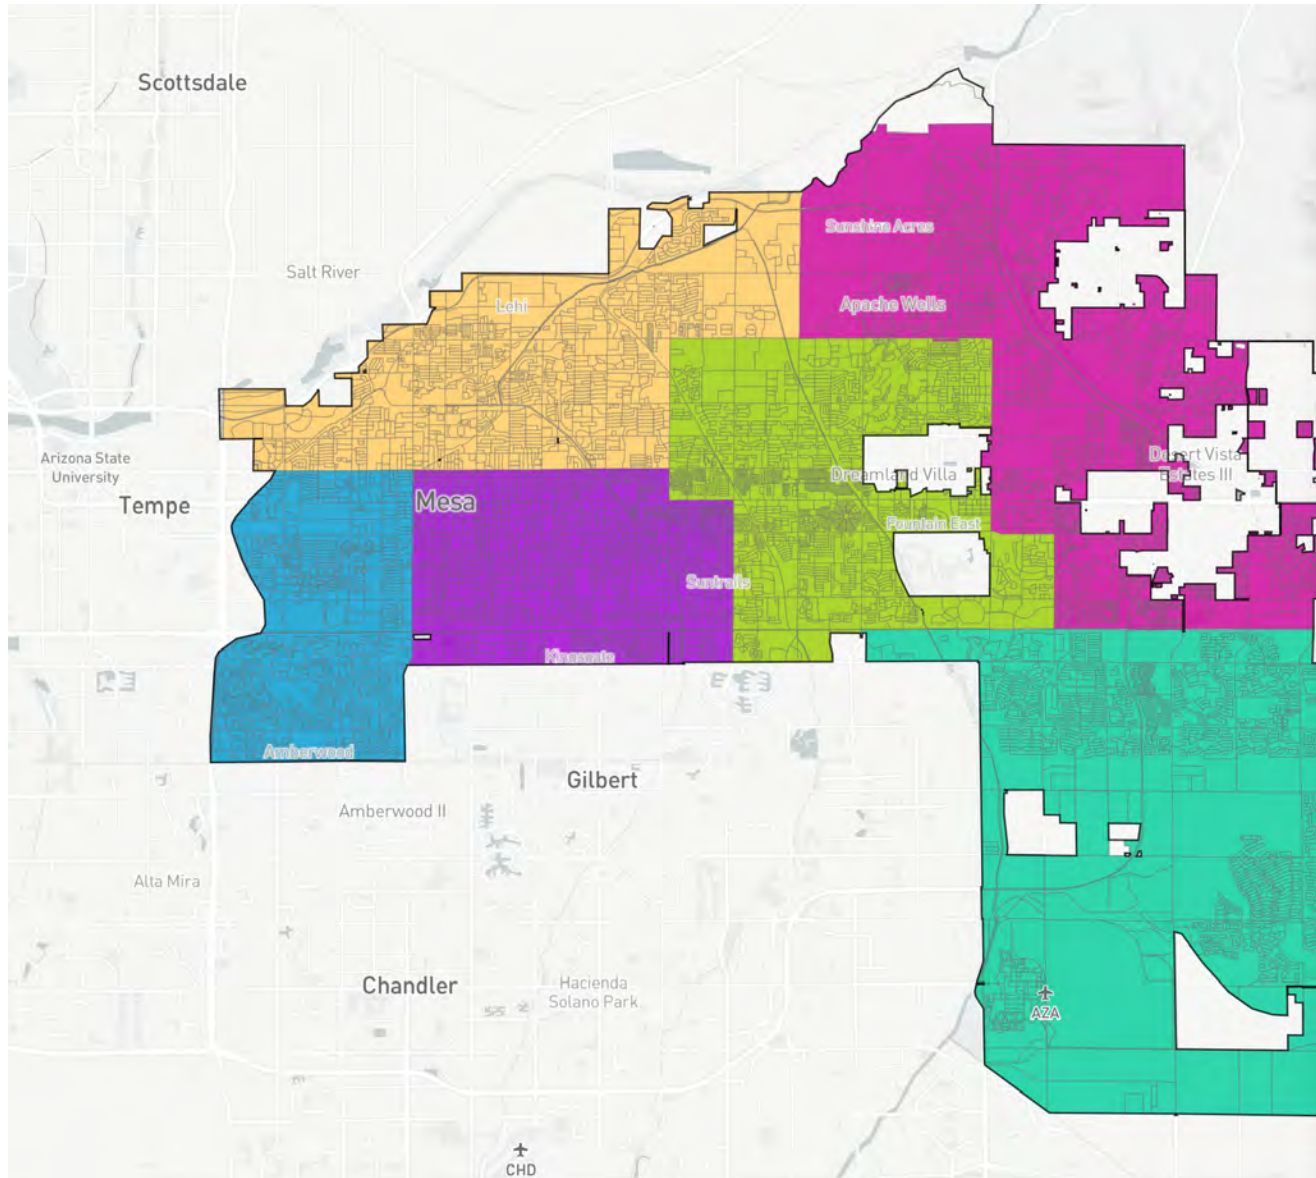 Scottsdale
Sunshine Acres
Salt River
Lehi
Apache Wells
Arizona State
University
Desert Vista
Estates III
Dreamland Villa
Tempe
Mesa
Fountain East
Suntrails
Kingsgate
Amberwood
Gilbert
Amberwood II
Alta Mira
Chandler
Hacienda
Solano Park
AZA
CHD